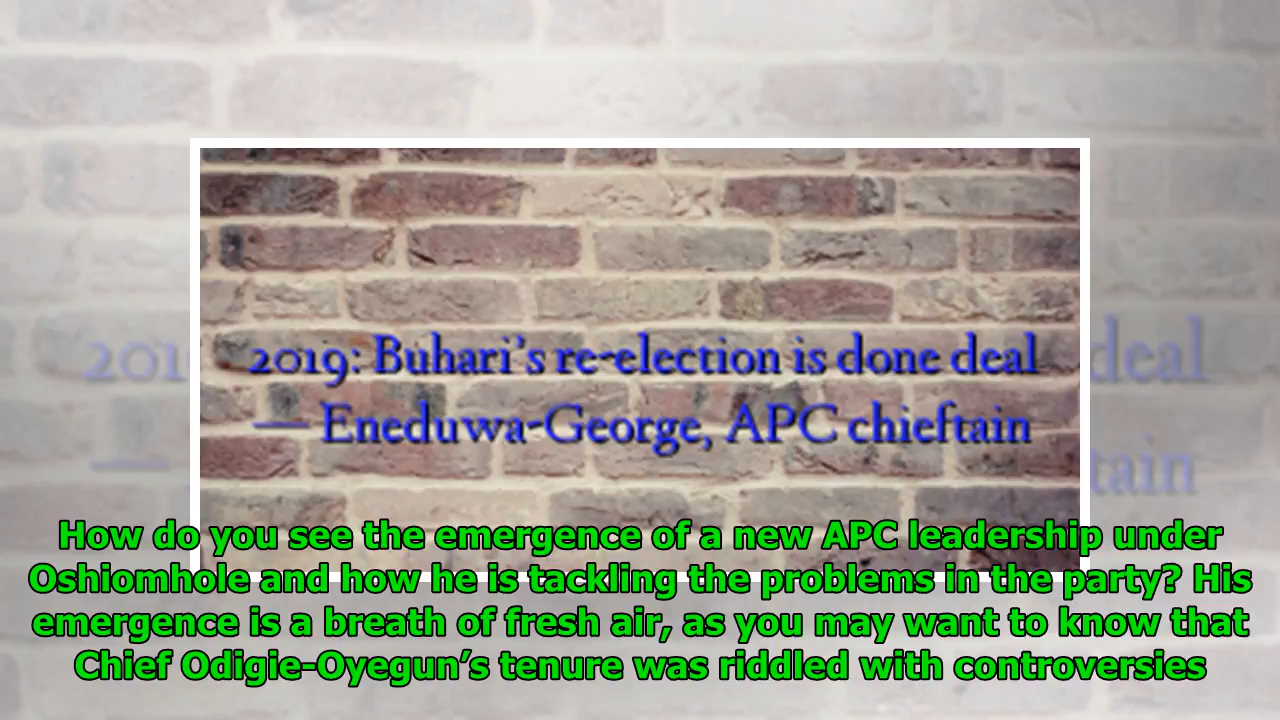 2019: Buhari's re-election is done deal
— Eneduwa-George, APC chieftain
How do you see the emergence of a new APC leadership under
Oshiomhole and how he is tackling the problems in the party? His
emergence is a breath of fresh air, as you may want to know that
Chief Odigie-Oyegun's tenure was riddled with controversies